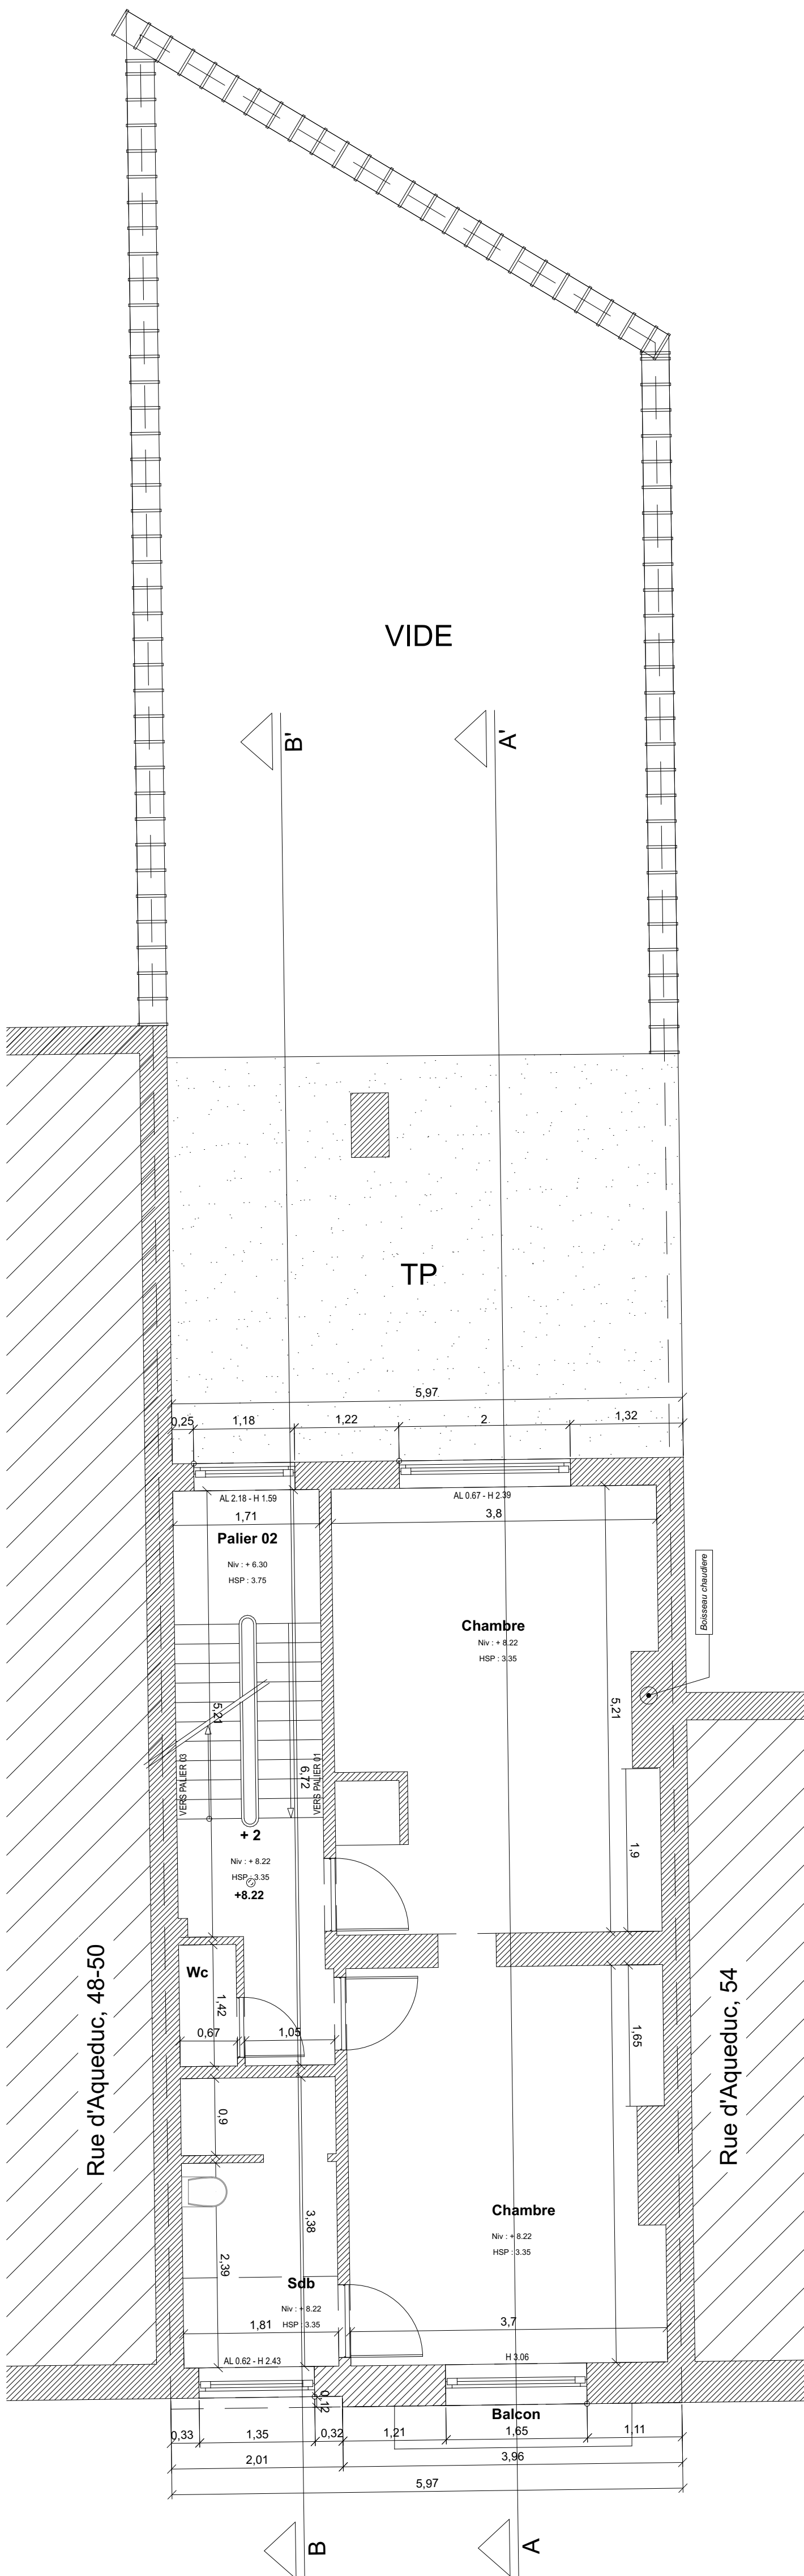 VIDE
B'
A'
TP
5,97
0,25
1,18
1,22
2
1,32
AL 2.18 - H 1.59
AL 0.67 - H 2.39
1,71
3,8
Palier 02
Niv : + 6.30
HSP : 3.75
Boisseau chaudiere
Chambre
Niv : + 8.22
HSP : 3.35
5,21
5,21
6,72
VERS PALIER 03
VERS PALIER 01
+ 2
Niv : + 8.22
HSP : 3.35
+8.22
1,9
Rue d'Aqueduc, 48-50
Wc
1,42
0,67
1,05
1,65
Rue d'Aqueduc, 54
0,9
3,38
2,39
Chambre
Niv : + 8.22
HSP : 3.35
Sdb
Niv : + 8.22
HSP : 3.35
1,81
3,7
AL 0.62 - H 2.43
H 3.06
0,12
Balcon
0,33
1,35
0,32
1,21
1,65
1,11
2,01
3,96
5,97
B
A